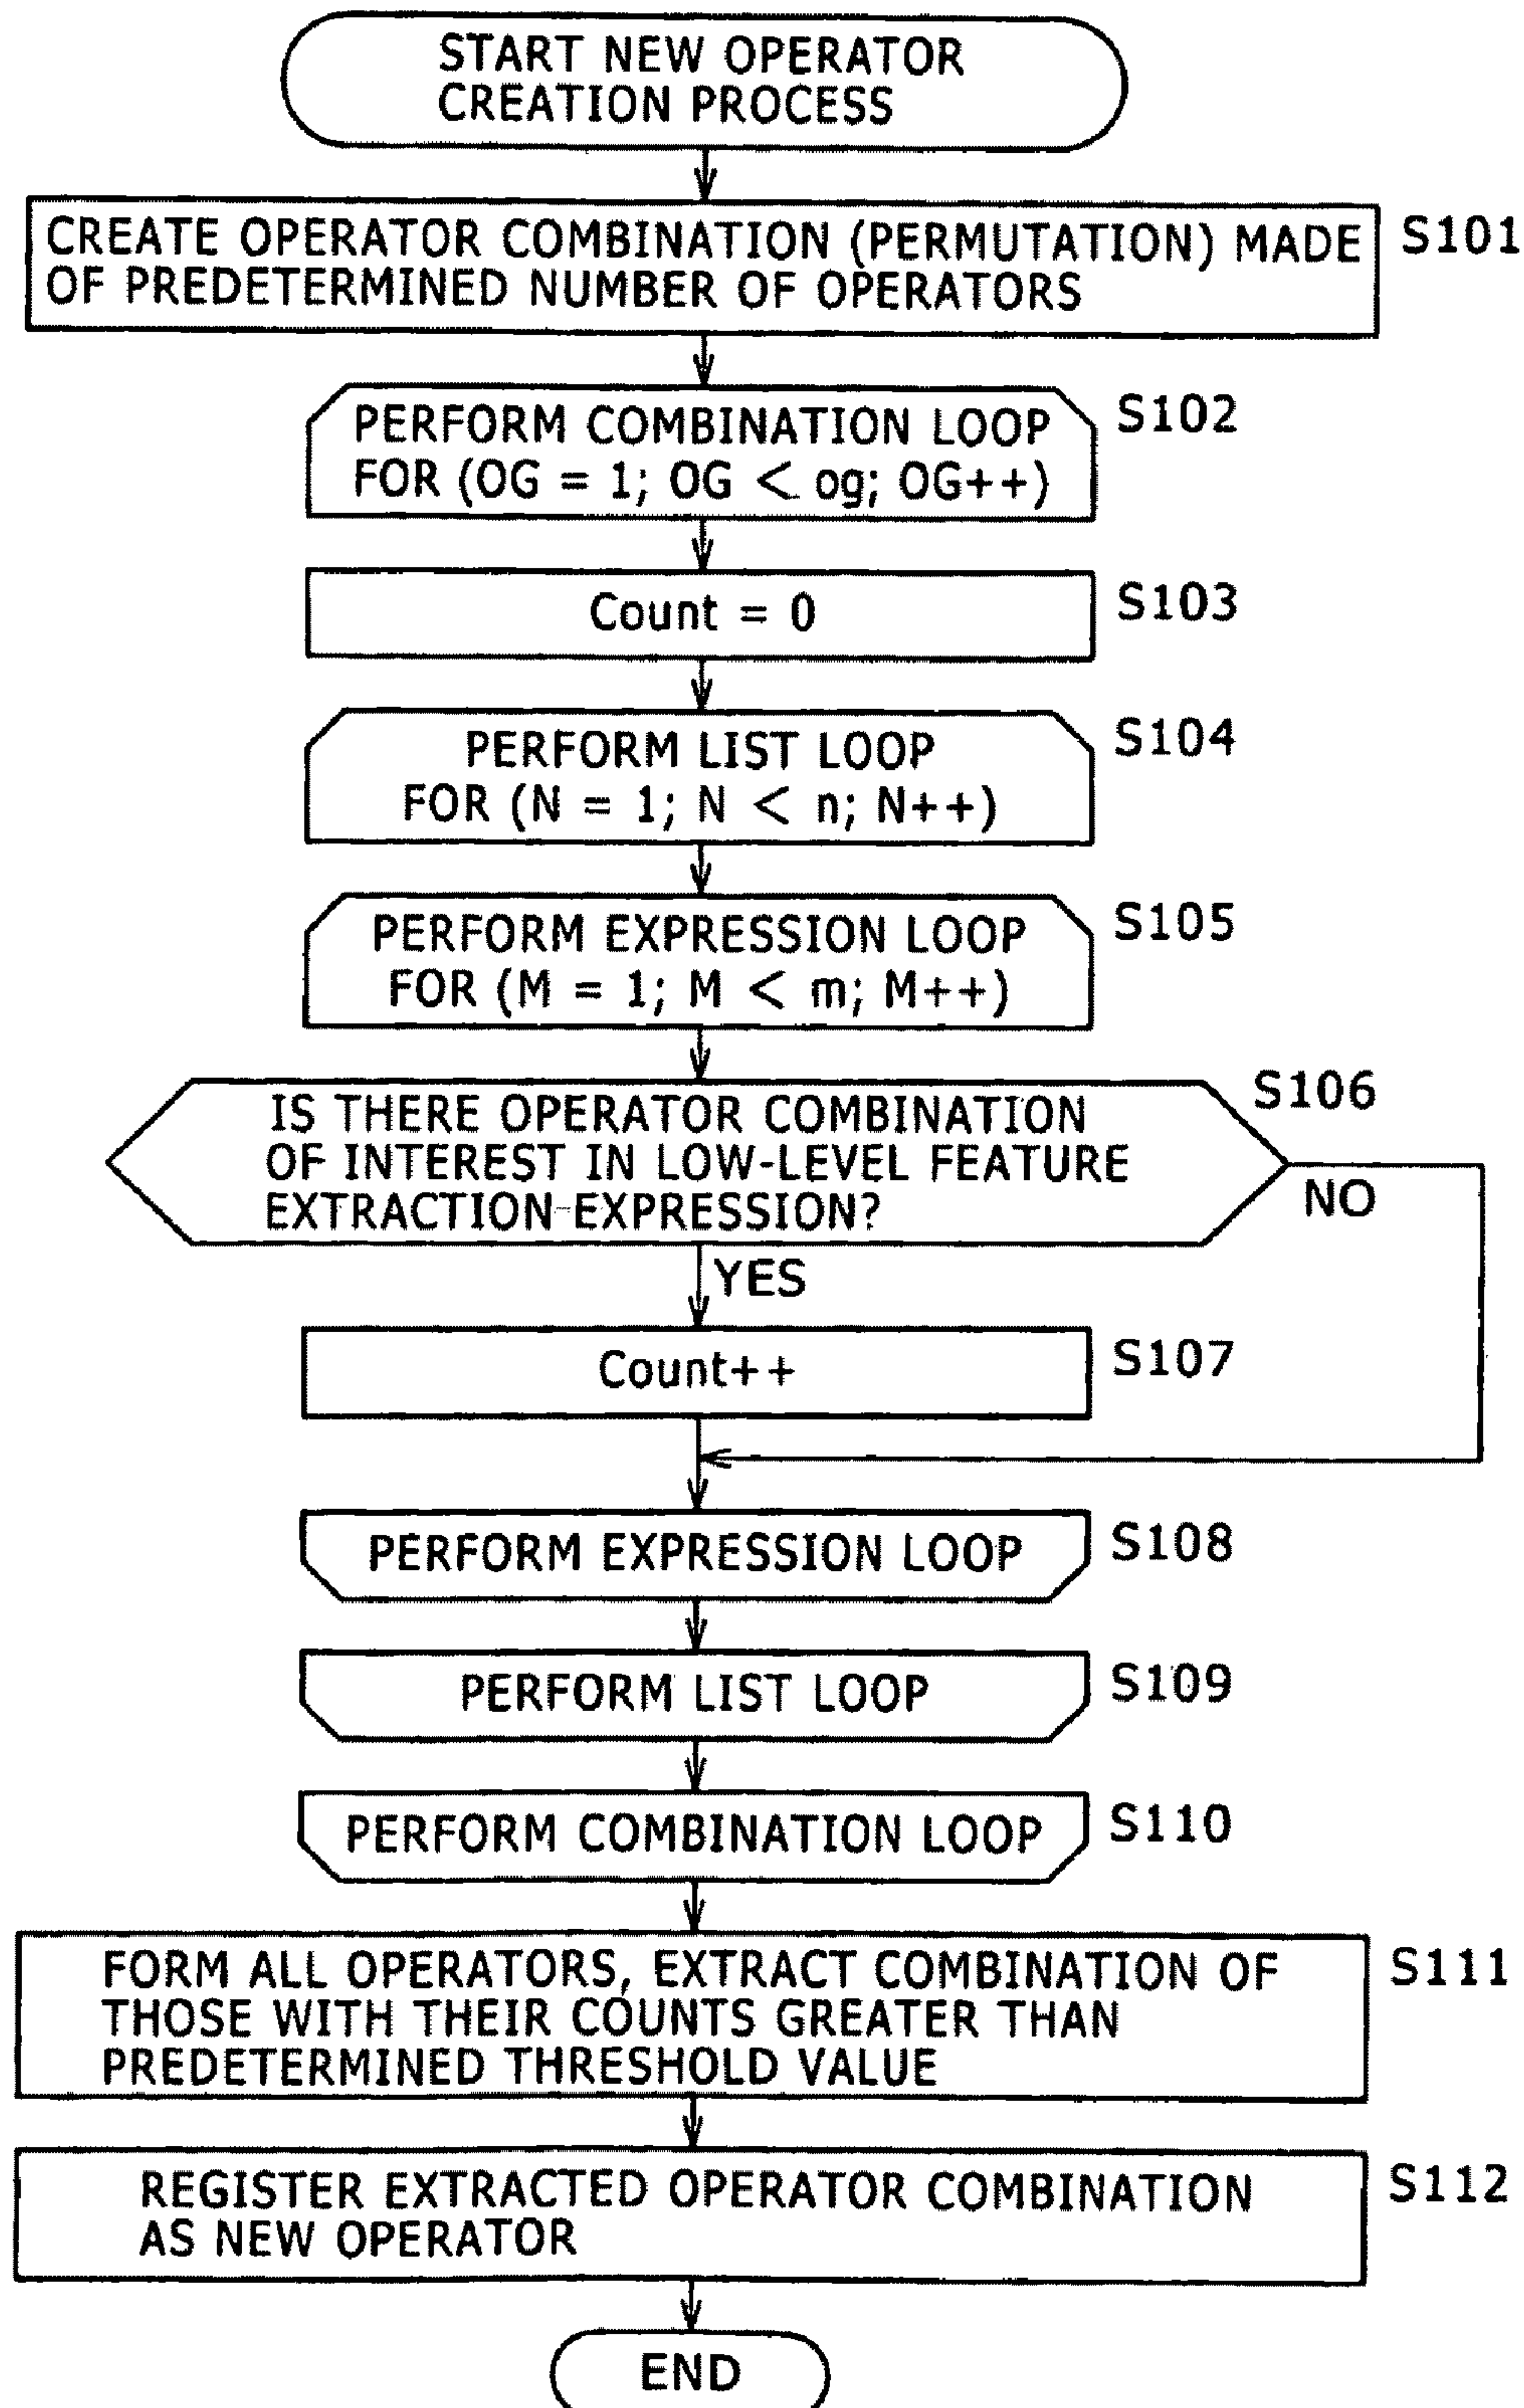 START NEW OPERATOR
CREATION PROCESS
CREATE OPERATOR COMBINATION (PERMUTATION) MADE
OF PREDETERMINED NUMBER OF OPERATORS
S101
PERFORM COMBINATION LOOP
FOR (OG = 1; OG < og; OG++)
S102
Count = 0
S103
PERFORM LIST LOOP
FOR (N = 1; N < n; N++)
S104
PERFORM EXPRESSION LOOP
FOR (M = 1; M < m; M++)
S105
IS THERE OPERATOR COMBINATION
OF INTEREST IN LOW-LEVEL FEATURE
EXTRACTION EXPRESSION?
S106
NO
YES
Count++
S107
PERFORM EXPRESSION LOOP
S108
PERFORM LIST LOOP
S109
PERFORM COMBINATION LOOP
S110
FORM ALL OPERATORS, EXTRACT COMBINATION OF
THOSE WITH THEIR COUNTS GREATER THAN
PREDETERMINED THRESHOLD VALUE
S111
REGISTER EXTRACTED OPERATOR COMBINATION
AS NEW OPERATOR
S112
END